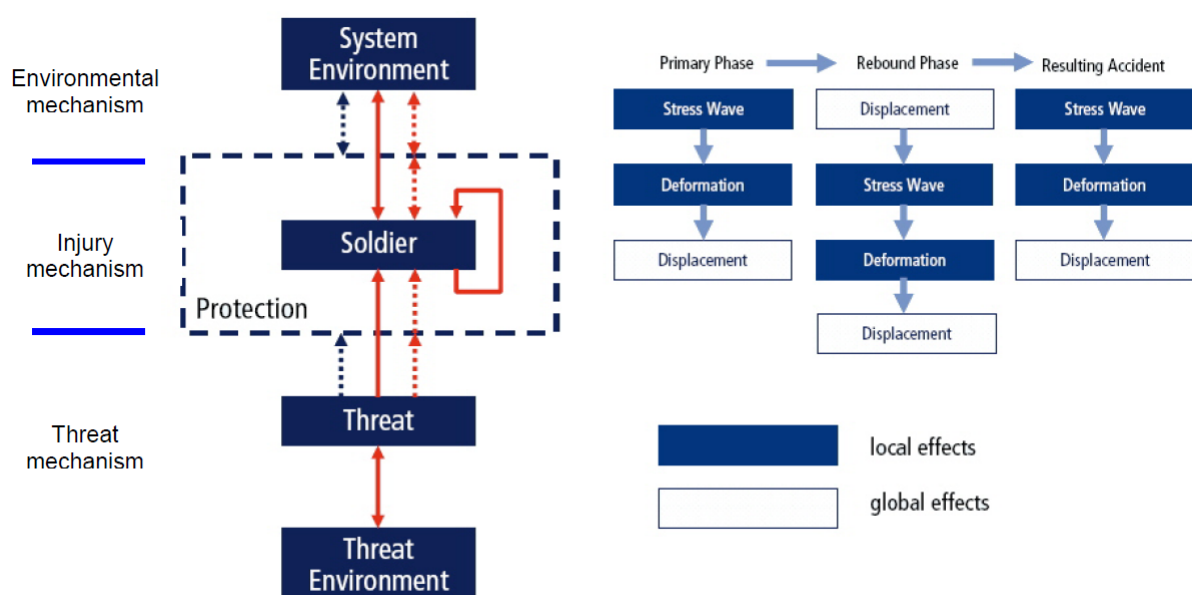 System
Environment
Environmental
mechanism
Injury
mechanism
Soldier
Protection
Threat
Threat
mechanism
Threat
Environment
Primary Phase
Rebound Phase
Resulting Accident
Stress Wave
Displacement
Stress Wave
Deformation
Stress Wave
Deformation
Displacement
Deformation
Displacement
Displacement
local effects
global effects